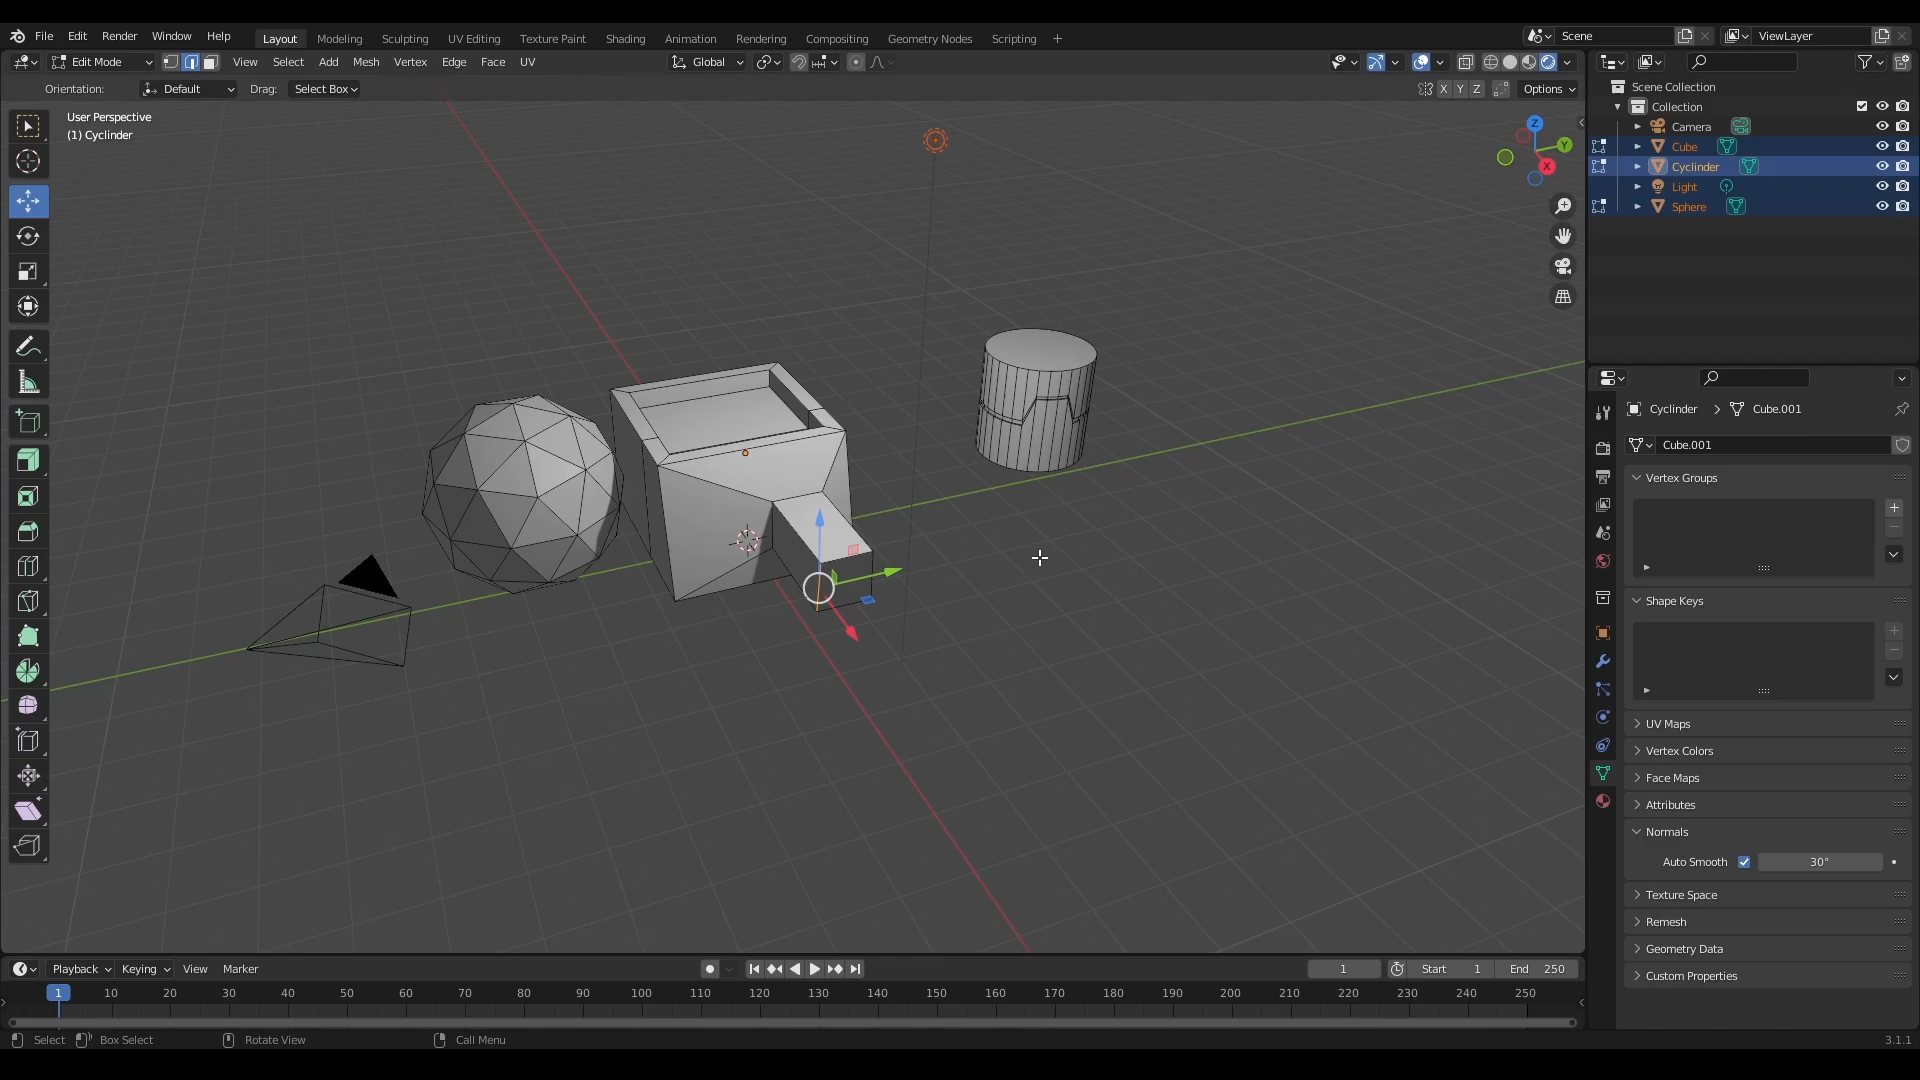 File Edit Render Window Help Layout Modeling Sculpting UV Editing Texture Paint Shading Animation Rendering Compositing Geometry Nodes Scripting + Scene ViewLayer
Edit Mode View Select Add Mesh Vertex Edge Face UV Global
Orientation: Default Drag: Select Box X Y Z Options
User Perspective
(1) Cyclinder
Z
Y
X
Scene Collection
Collection
Camera
Cube
Cyclinder
Light
Sphere
Cyclinder > Cube.001
Cube.001
Vertex Groups
Shape Keys
UV Maps
Vertex Colors
Face Maps
Attributes
Normals
Auto Smooth 30°
Texture Space
Remesh
Geometry Data
Custom Properties
Playback Keying View Marker 1 Start 1 End 250
1 10 20 30 40 50 60 70 80 90 100 110 120 130 140 150 160 170 180 190 200 210 220 230 240 250
Select Box Select Rotate View Call Menu 3.1.1